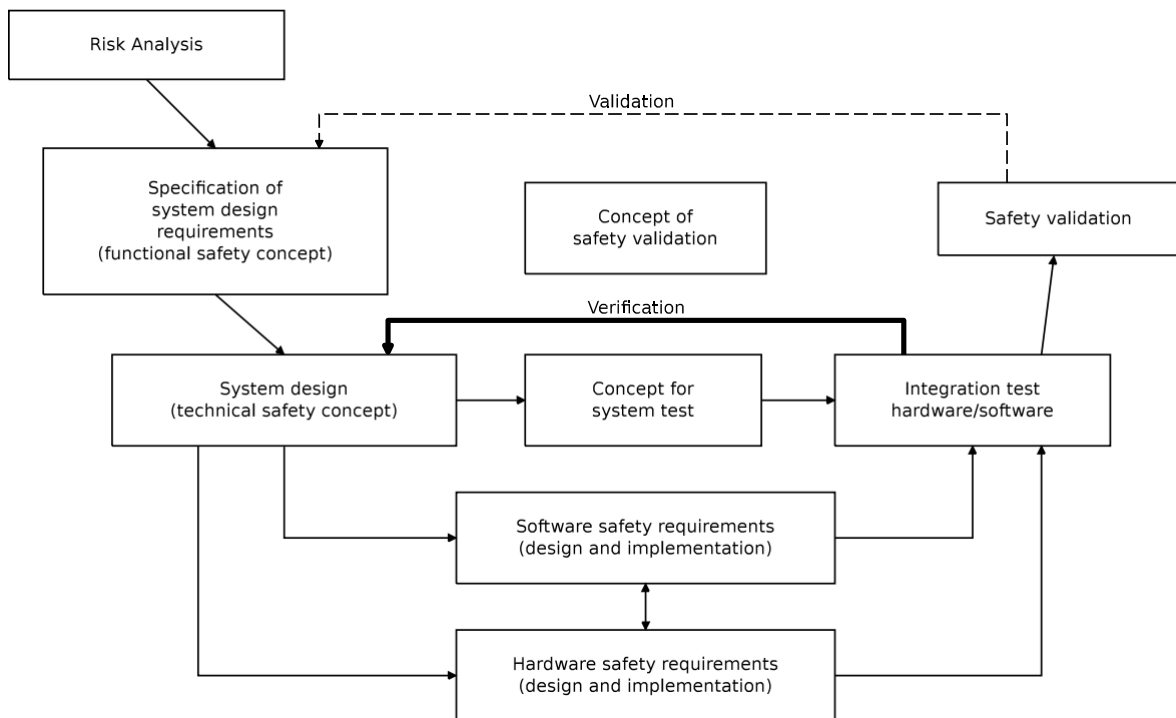 Risk Analysis
Validation
Specification of
system design
requirements
(functional safety concept)
Concept of
safety validation
Safety validation
Verification
System design
(technical safety concept)
Concept for
system test
Integration test
hardware/software
Software safety requirements
(design and implementation)
Hardware safety requirements
(design and implementation)